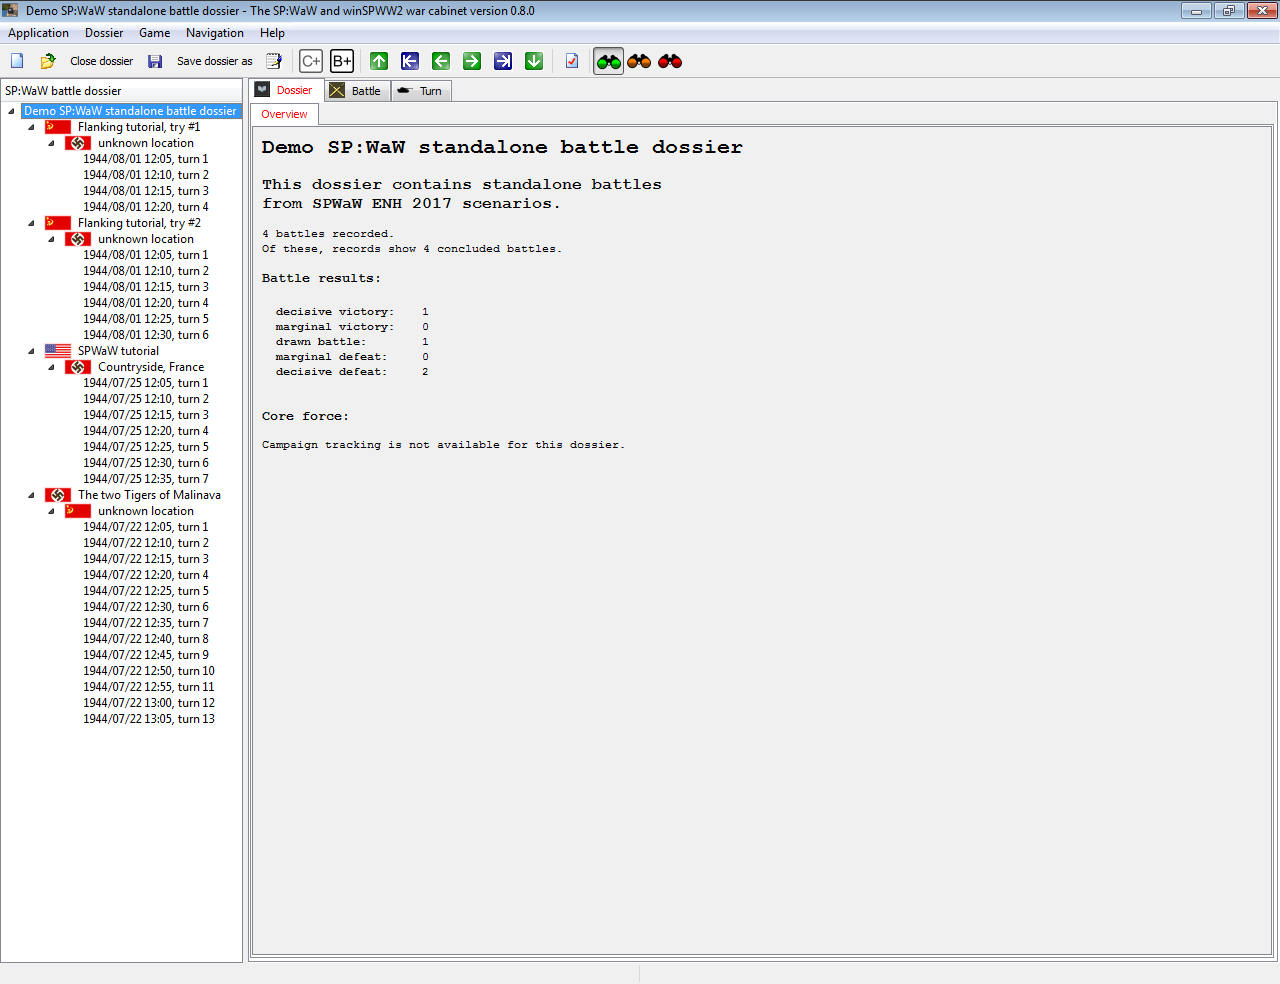 Demo SP:WaW standalone battle dossier - The SP:WaW and winSPWW2 war cabinet version 0.8.0
Application Dossier Game Navigation Help
Close dossier Save dossier as C+ B+
SP:WaW battle dossier
Demo SP:WaW standalone battle dossier
Flanking tutorial, try #1
unknown location
1944/08/01 12:05, turn 1
1944/08/01 12:10, turn 2
1944/08/01 12:15, turn 3
1944/08/01 12:20, turn 4
Flanking tutorial, try #2
unknown location
1944/08/01 12:05, turn 1
1944/08/01 12:10, turn 2
1944/08/01 12:15, turn 3
1944/08/01 12:20, turn 4
1944/08/01 12:25, turn 5
1944/08/01 12:30, turn 6
SPWaW tutorial
Countryside, France
1944/07/25 12:05, turn 1
1944/07/25 12:10, turn 2
1944/07/25 12:15, turn 3
1944/07/25 12:20, turn 4
1944/07/25 12:25, turn 5
1944/07/25 12:30, turn 6
1944/07/25 12:35, turn 7
The two Tigers of Malinava
unknown location
1944/07/22 12:05, turn 1
1944/07/22 12:10, turn 2
1944/07/22 12:15, turn 3
1944/07/22 12:20, turn 4
1944/07/22 12:25, turn 5
1944/07/22 12:30, turn 6
1944/07/22 12:35, turn 7
1944/07/22 12:40, turn 8
1944/07/22 12:45, turn 9
1944/07/22 12:50, turn 10
1944/07/22 12:55, turn 11
1944/07/22 13:00, turn 12
1944/07/22 13:05, turn 13
Dossier Battle Turn
Overview
Demo SP:WaW standalone battle dossier
This dossier contains standalone battles
from SPWaW ENH 2017 scenarios.
4 battles recorded.
Of these, records show 4 concluded battles.
Battle results:
decisive victory: 1
marginal victory: 0
drawn battle: 1
marginal defeat: 0
decisive defeat: 2
Core force:
Campaign tracking is not available for this dossier.